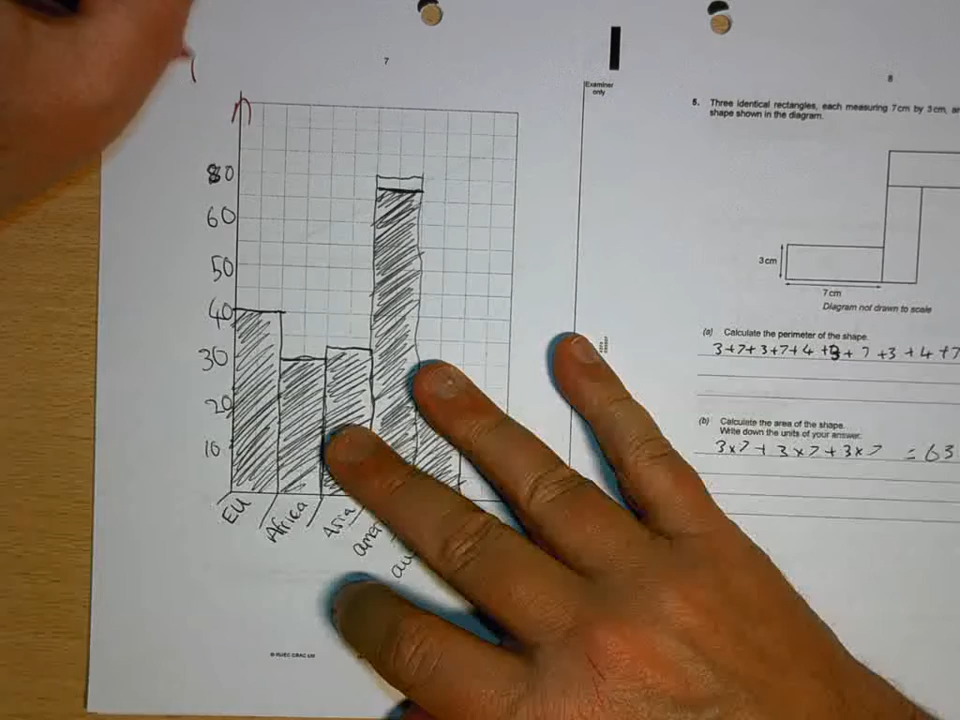 7
Examiner
only
80
60
50
40
30
20
10
EU
Africa
Asia
8
5. Three identical rectangles, each measuring 7cm by 3cm,
shape shown in the diagram.
3cm
7cm
Diagram not drawn to scale
(a) Calculate the perimeter of the shape.
3+7+3+7+4 + + 7 +3 +4 +7
(b) Calculate the area of the shape.
Write down the units of your answer.
3×7 + 3×7 + 3×7 = 63